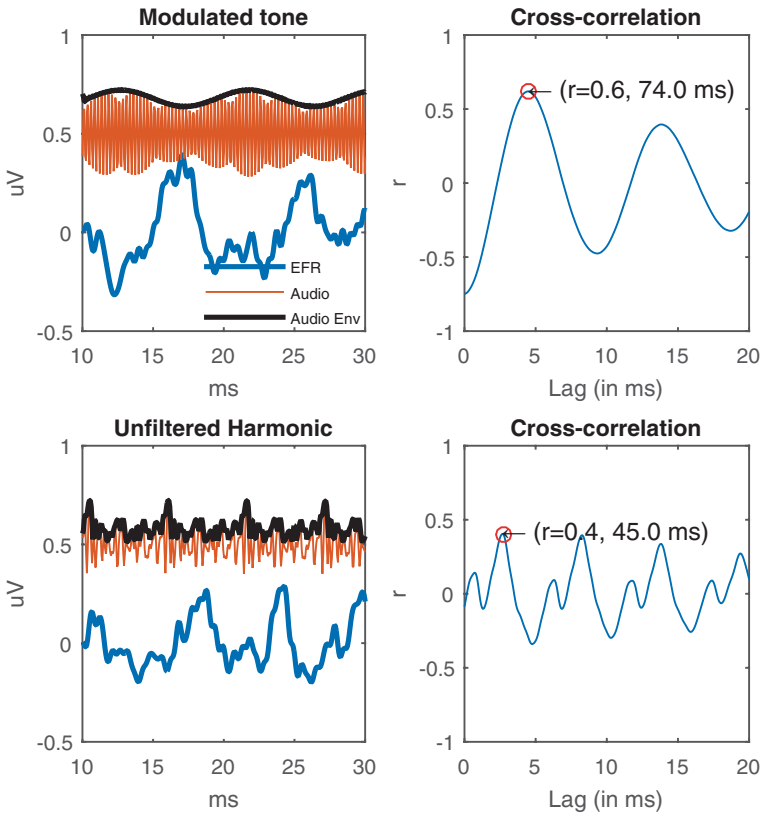 Modulated tone
1
0.5
0
-0.5
uV
EFR
Audio
Audio Env
10 15 20 25 30
ms
Cross-correlation
1
0.5
0
-0.5
-1
r
(r=0.6, 74.0 ms)
0 5 10 15 20
Lag (in ms)
Unfiltered Harmonic
1
0.5
0
-0.5
uV
10 15 20 25 30
ms
Cross-correlation
1
0.5
0
-0.5
-1
r
(r=0.4, 45.0 ms)
0 5 10 15 20
Lag (in ms)